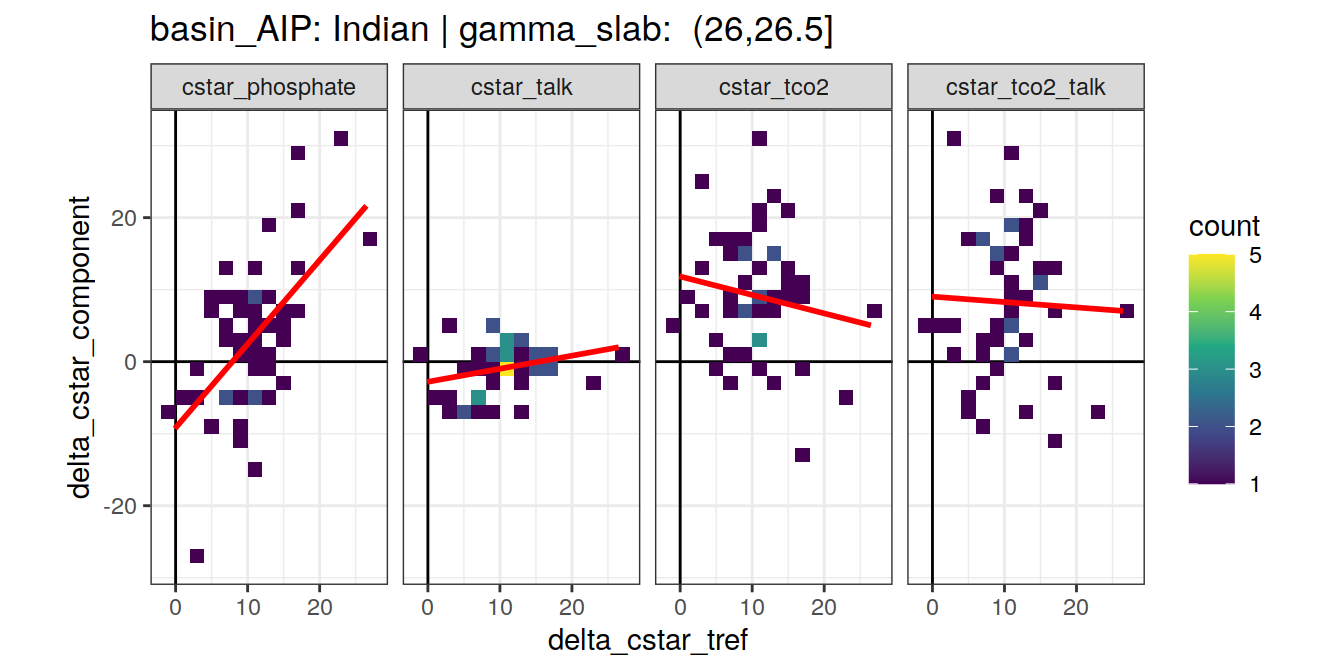 basin_AIP: Indian | gamma_slab:  (26,26.5]
cstar_phosphate
cstar_talk
cstar_tco2
cstar_tco2_talk
delta_cstar_component
20
0
-20
0 10 20
0 10 20
0 10 20
0 10 20
delta_cstar_tref
count
5
4
3
2
1